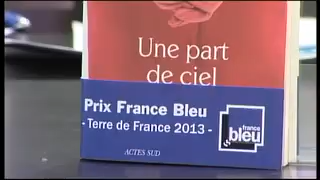 Une part
de ciel
Prix France Bleu
- Terre de France 2013 -
france
bleu
ACTES SUD